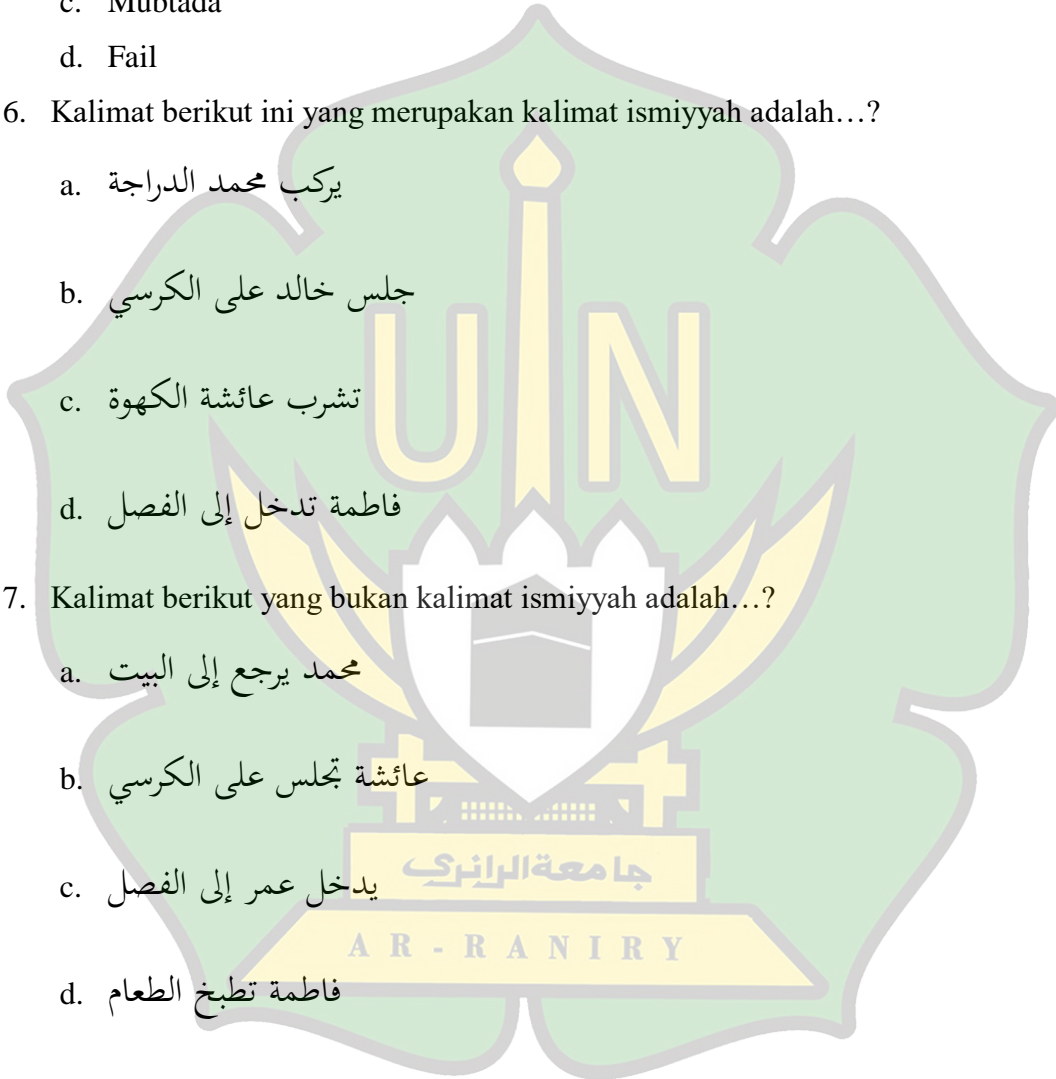 c. Mubtada
d. Fail
6. Kalimat berikut ini yang merupakan kalimat ismiyyah adalah…?
a. يركب محمد الدراجة
b. جلس خالد على الكرسي
c. تشرب عائشة الكهوة
d. فاطمة تدخل إلى الفصل
7. Kalimat berikut yang bukan kalimat ismiyyah adalah…?
a. محمد يرجع إلى البيت
b. عائشة تجلس على الكرسي
c. يدخل عمر إلى الفصل
d. فاطمة تطبخ الطعام
UIN
جامعة الرانري
AR-RANIRY